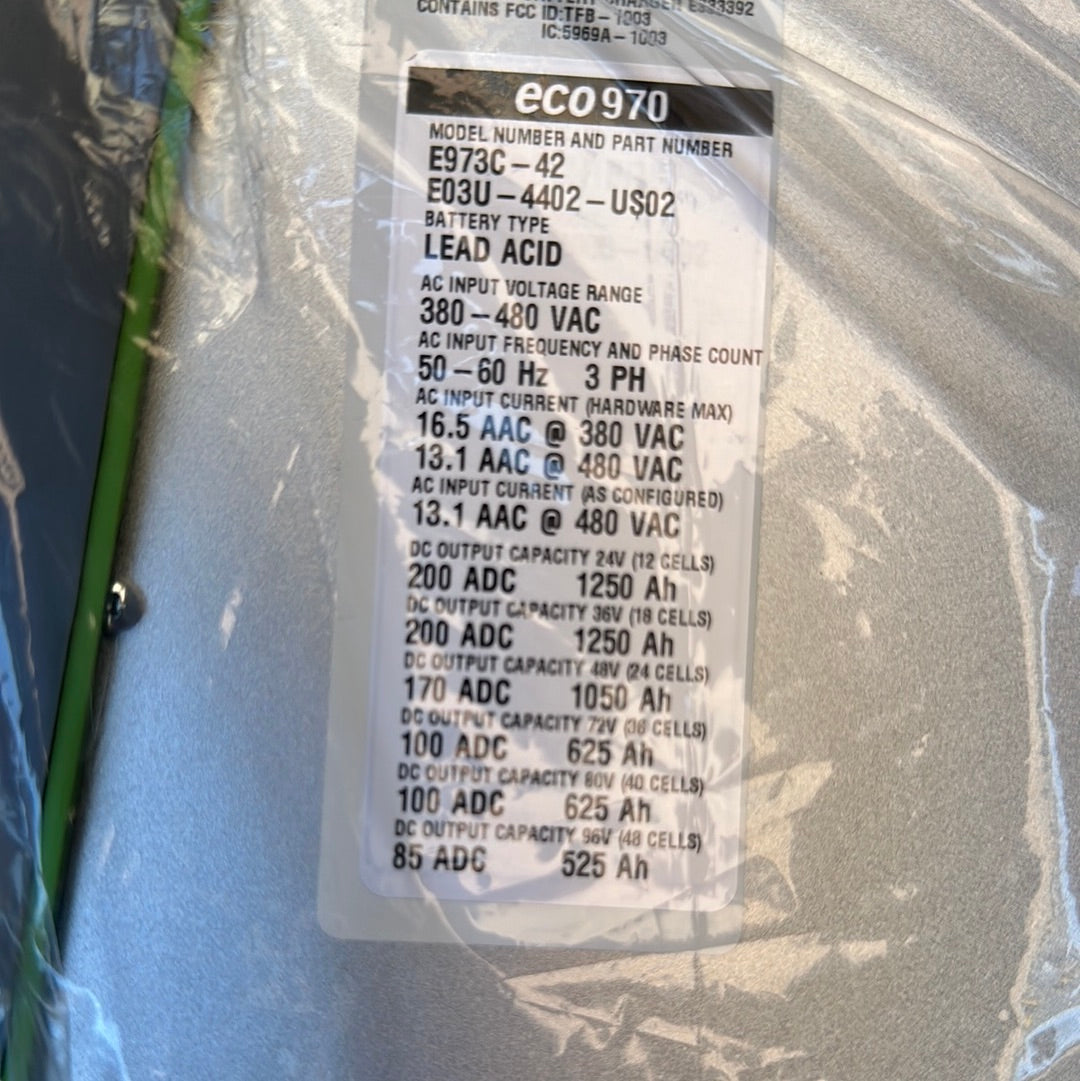 CHARGER E333392
CONTAINS FCC ID:TFB-1003
IC:5969A-1003
eco970
MODEL NUMBER AND PART NUMBER
E973C-42
E03U-4402-US02
BATTERY TYPE
LEAD ACID
AC INPUT VOLTAGE RANGE
380-480 VAC
AC INPUT FREQUENCY AND PHASE COUNT
50-60 Hz 3 PH
AC INPUT CURRENT (HARDWARE MAX)
16.5 AAC @ 380 VAC
13.1 AAC @ 480 VAC
AC INPUT CURRENT (AS CONFIGURED)
13.1 AAC @ 480 VAC
DC OUTPUT CAPACITY 24V (12 CELLS)
200 ADC 1250 Ah
DC OUTPUT CAPACITY 36V (18 CELLS)
200 ADC 1250 Ah
DC OUTPUT CAPACITY 48V (24 CELLS)
170 ADC 1050 Ah
DC OUTPUT CAPACITY 72V (36 CELLS)
100 ADC 625 Ah
DC OUTPUT CAPACITY 80V (40 CELLS)
100 ADC 625 Ah
DC OUTPUT CAPACITY 96V (48 CELLS)
85 ADC 525 Ah